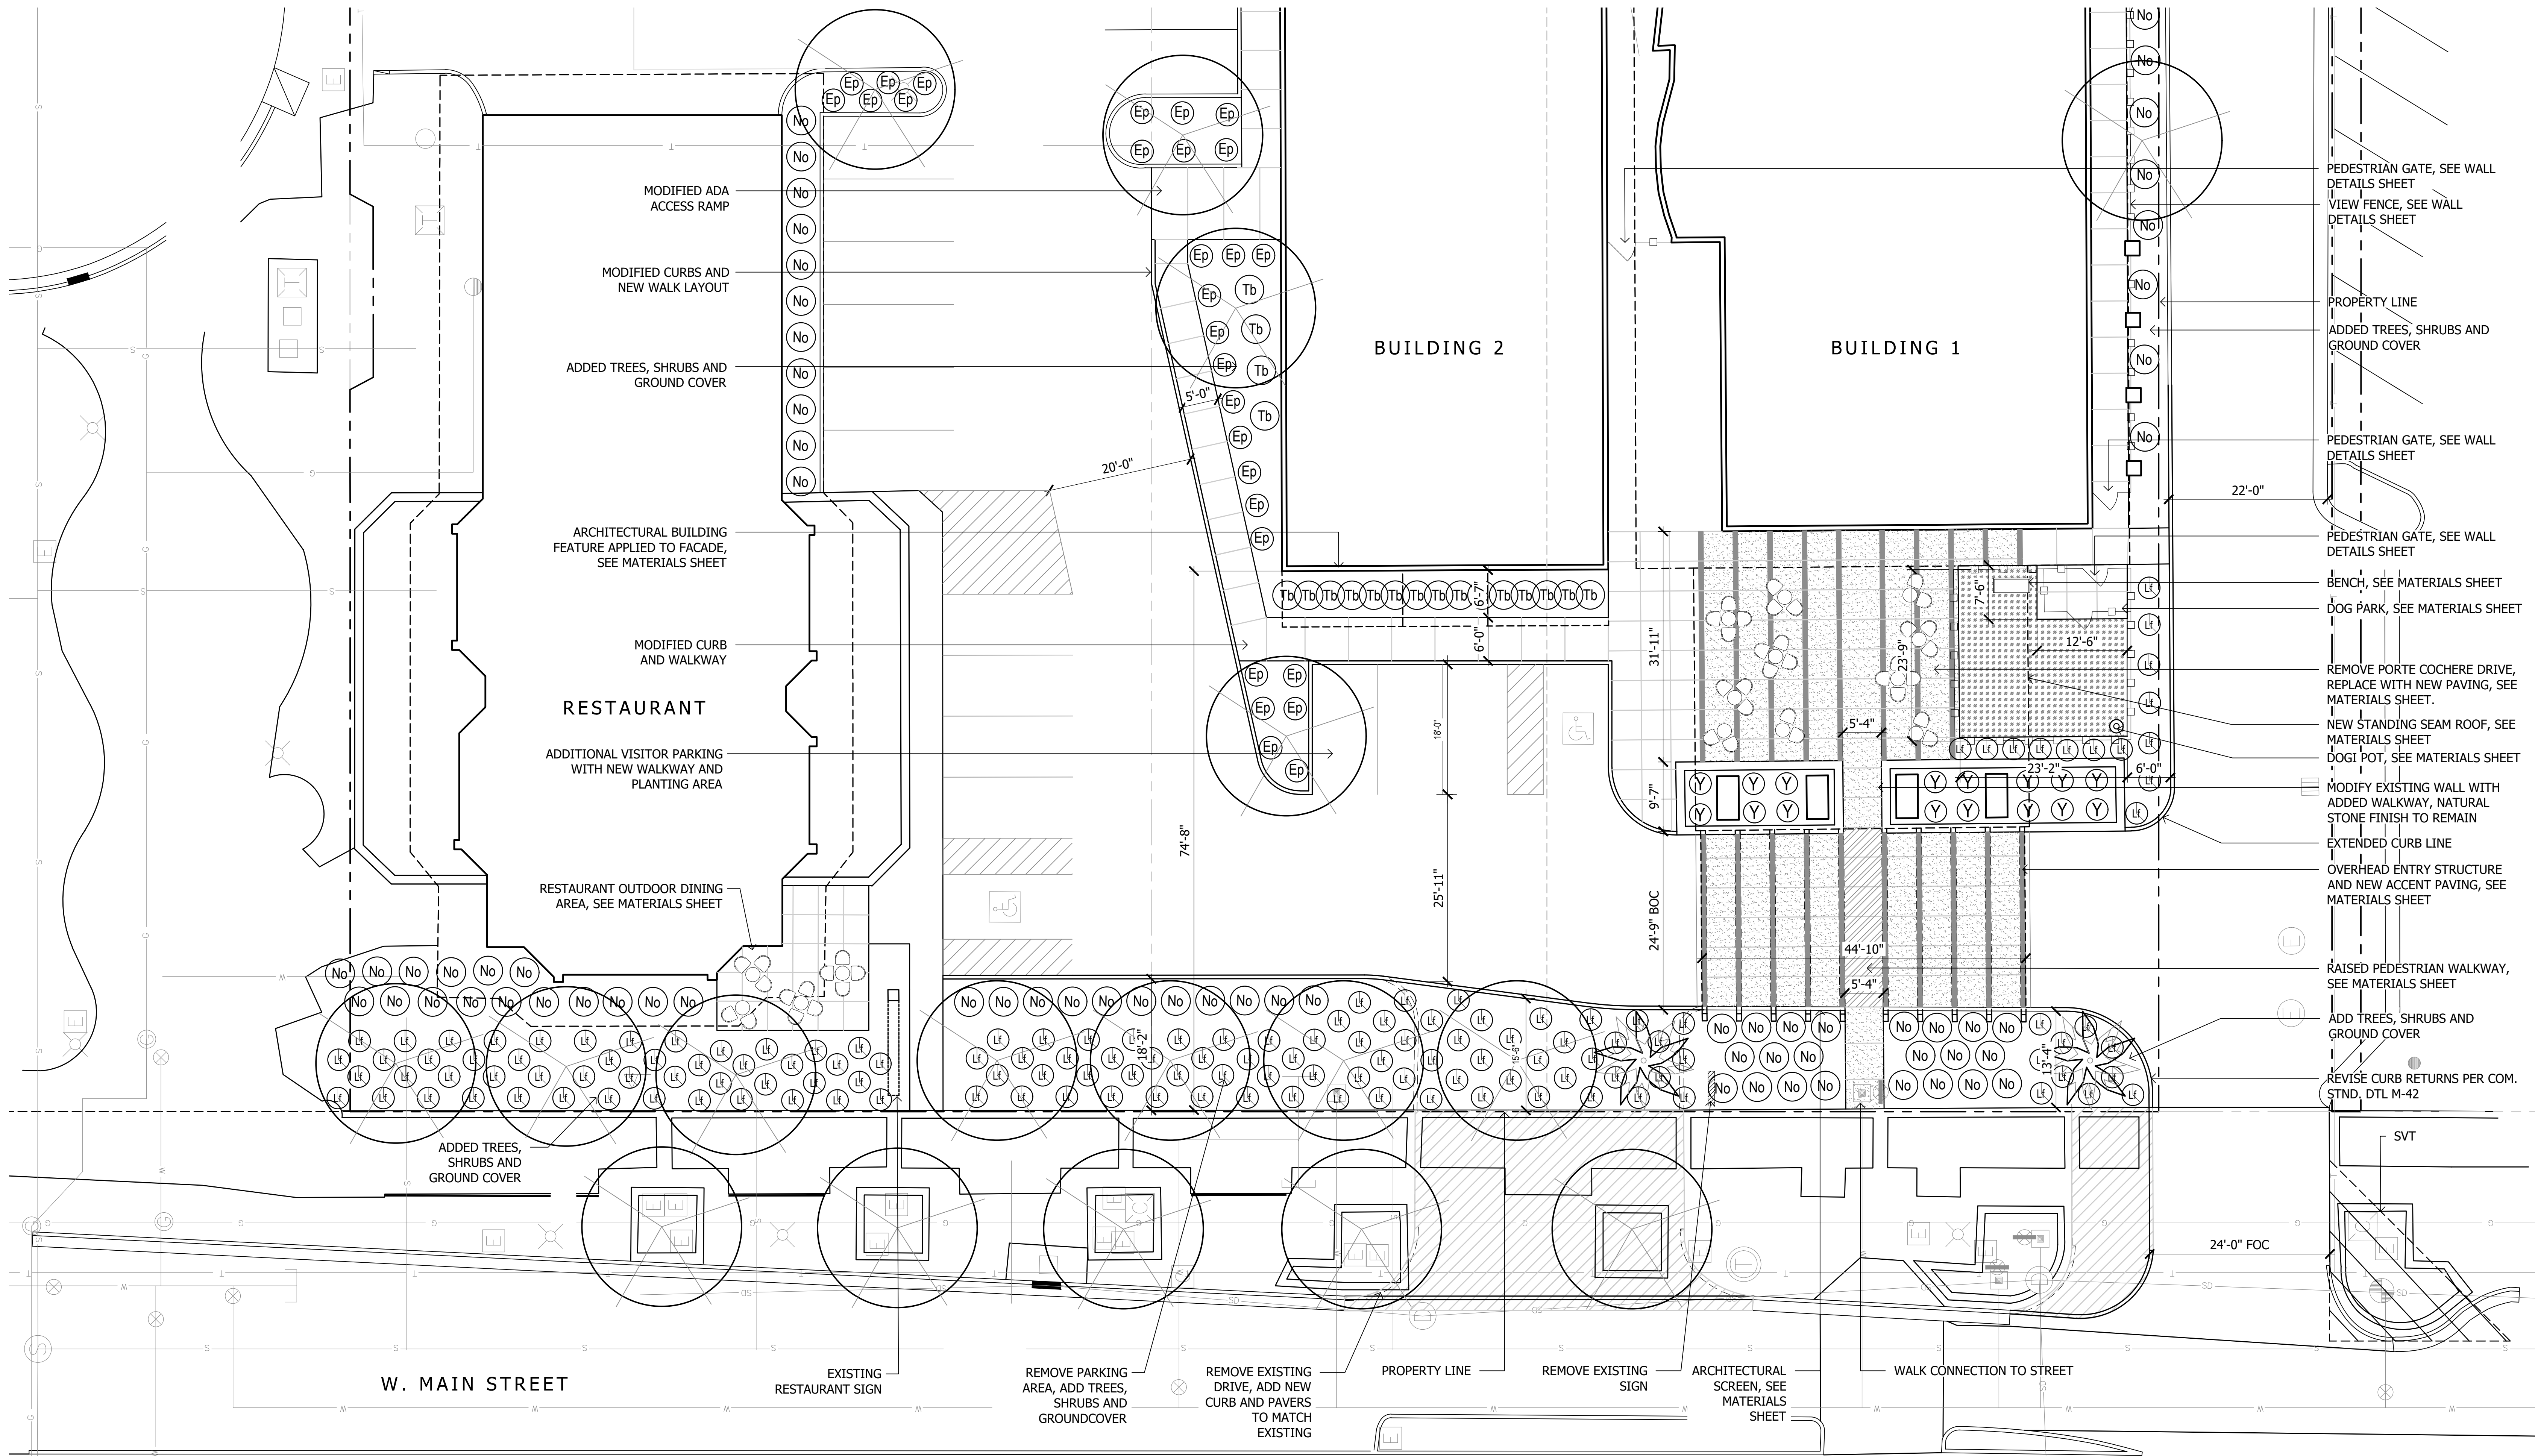 MODIFIED ADA
ACCESS RAMP
MODIFIED CURBS AND
NEW WALK LAYOUT
ADDED TREES, SHRUBS AND
GROUND COVER
ARCHITECTURAL BUILDING
FEATURE APPLIED TO FACADE,
SEE MATERIALS SHEET
MODIFIED CURB
AND WALKWAY
RESTAURANT
ADDITIONAL VISITOR PARKING
WITH NEW WALKWAY AND
PLANTING AREA
RESTAURANT OUTDOOR DINING
AREA, SEE MATERIALS SHEET
ADDED TREES,
SHRUBS AND
GROUND COVER
W. MAIN STREET
EXISTING
RESTAURANT SIGN
REMOVE PARKING
AREA, ADD TREES,
SHRUBS AND
GROUNDCOVER
REMOVE EXISTING
DRIVE, ADD NEW
CURB AND PAVERS
TO MATCH
EXISTING
PROPERTY LINE
REMOVE EXISTING
SIGN
ARCHITECTURAL
SCREEN, SEE
MATERIALS
SHEET
WALK CONNECTION TO STREET
BUILDING 2
BUILDING 1
5'-0"
20'-0"
6'-7"
6'-0"
18'-0"
74'-8"
25'-11"
18'-2"
15'-6"
31'-11"
9'-7"
24'-9" BOC
23'-9"
7'-6"
12'-6"
5'-4"
23'-2"
6'-0"
44'-10"
5'-4"
13'-4"
22'-0"
24'-0" FOC
PEDESTRIAN GATE, SEE WALL
DETAILS SHEET
VIEW FENCE, SEE WALL
DETAILS SHEET
PROPERTY LINE
ADDED TREES, SHRUBS AND
GROUND COVER
PEDESTRIAN GATE, SEE WALL
DETAILS SHEET
PEDESTRIAN GATE, SEE WALL
DETAILS SHEET
BENCH, SEE MATERIALS SHEET
DOG PARK, SEE MATERIALS SHEET
REMOVE PORTE COCHERE DRIVE,
REPLACE WITH NEW PAVING, SEE
MATERIALS SHEET.
NEW STANDING SEAM ROOF, SEE
MATERIALS SHEET
DOGI POT, SEE MATERIALS SHEET
MODIFY EXISTING WALL WITH
ADDED WALKWAY, NATURAL
STONE FINISH TO REMAIN
EXTENDED CURB LINE
OVERHEAD ENTRY STRUCTURE
AND NEW ACCENT PAVING, SEE
MATERIALS SHEET
RAISED PEDESTRIAN WALKWAY,
SEE MATERIALS SHEET
ADD TREES, SHRUBS AND
GROUND COVER
REVISE CURB RETURNS PER COM.
STND. DTL M-42
SVT
No
Ep
Tb
Lf
Y